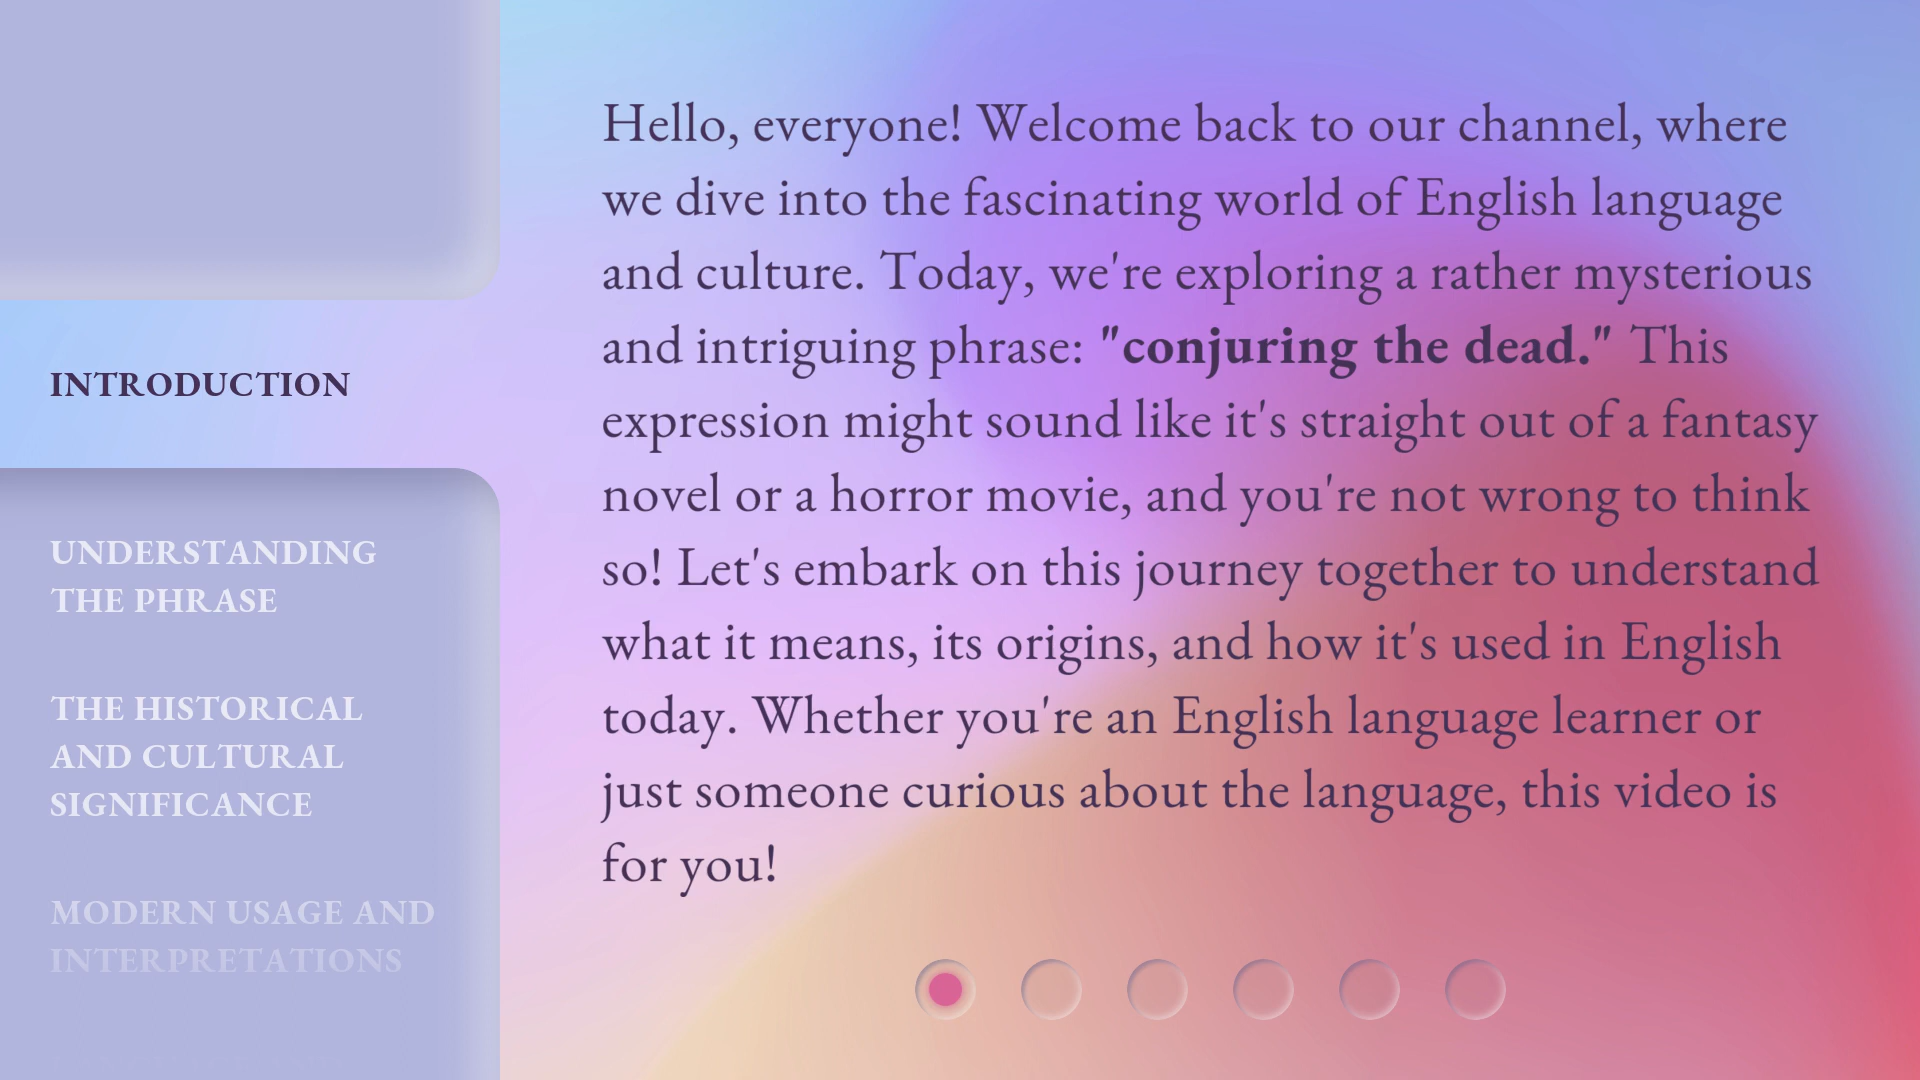 INTRODUCTION
UNDERSTANDING
THE PHRASE
THE HISTORICAL
AND CULTURAL
SIGNIFICANCE
MODERN USAGE AND
INTERPRETATIONS
LANGUAGE AND
Hello, everyone! Welcome back to our channel, where
we dive into the fascinating world of English language
and culture. Today, we're exploring a rather mysterious
and intriguing phrase: "conjuring the dead." This
expression might sound like it's straight out of a fantasy
novel or a horror movie, and you're not wrong to think
so! Let's embark on this journey together to understand
what it means, its origins, and how it's used in English
today. Whether you're an English language learner or
just someone curious about the language, this video is
for you!